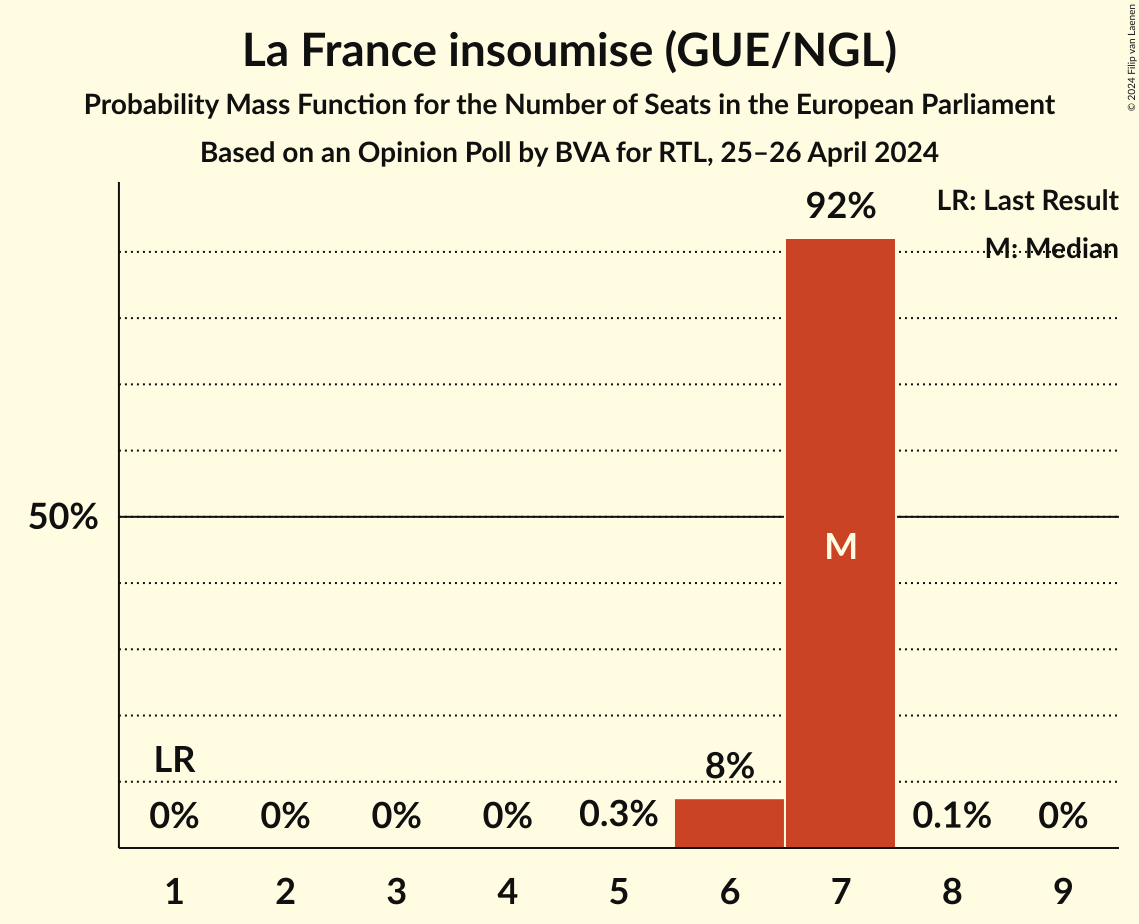 La France insoumise (GUE/NGL)
Probability Mass Function for the Number of Seats in the European Parliament
Based on an Opinion Poll by BVA for RTL, 25–26 April 2024
© 2024 Filip van Laenen
LR: Last Result
M: Median
92%
50%
M
LR
8%
0% 0% 0% 0% 0.3% 0.1% 0%
1 2 3 4 5 6 7 8 9